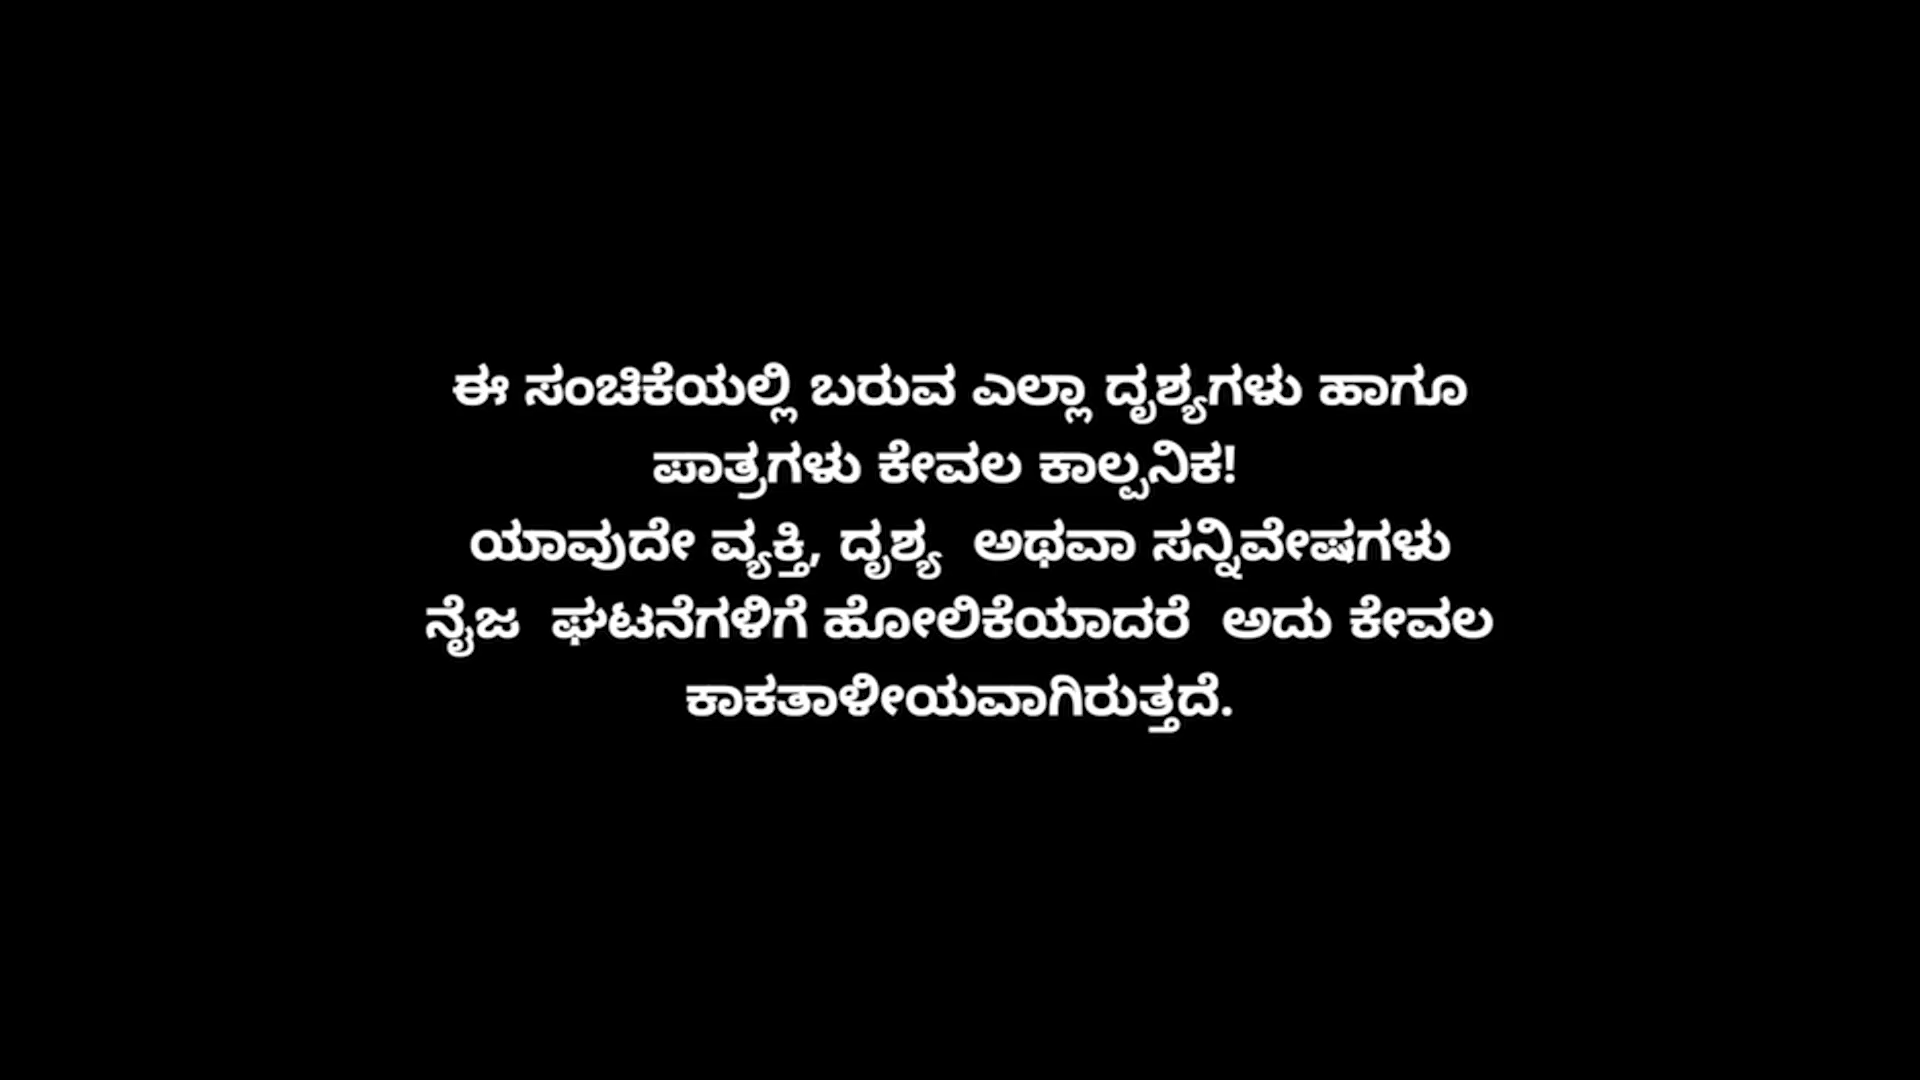 ಈ ಸಂಚಿಕೆಯಲ್ಲಿ ಬರುವ ಎಲ್ಲಾ ದೃಶ್ಯಗಳು ಹಾಗೂ
ಪಾತ್ರಗಳು ಕೇವಲ ಕಾಲ್ಪನಿಕ!
ಯಾವುದೇ ವ್ಯಕ್ತಿ, ದೃಶ್ಯ ಅಥವಾ ಸನ್ನಿವೇಷಗಳು
ನೈಜ ಘಟನೆಗಳಿಗೆ ಹೋಲಿಕೆಯಾದರೆ ಅದು ಕೇವಲ
ಕಾಕತಾಳೀಯವಾಗಿರುತ್ತದೆ.